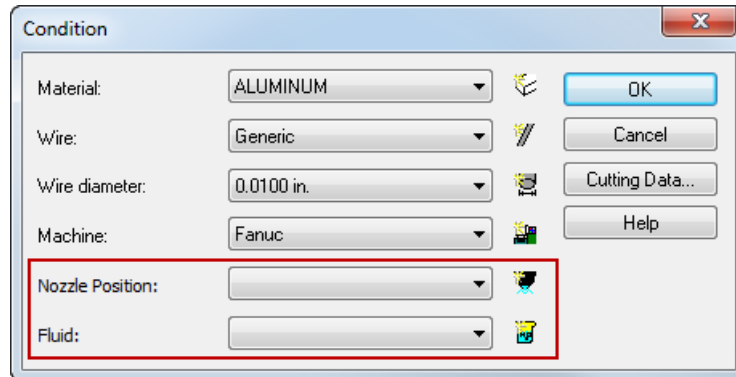 Condition
Material: ALUMINUM OK
Wire: Generic Cancel
Wire diameter: 0.0100 in. Cutting Data...
Machine: Fanuc Help
Nozzle Position:
Fluid: